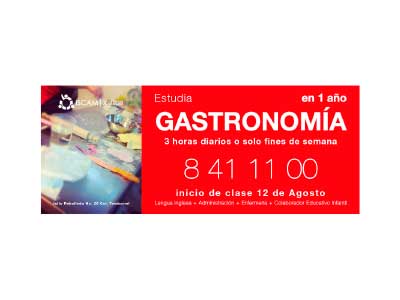 Estudia
en 1 año
GASTRONOMÍA
3 horas diarios o solo fines de semana
8 41 11 00
inicio de clase 12 de Agosto
Lengua Inglesa + Administración + Enfermería + Colaborador Educativo Infantil